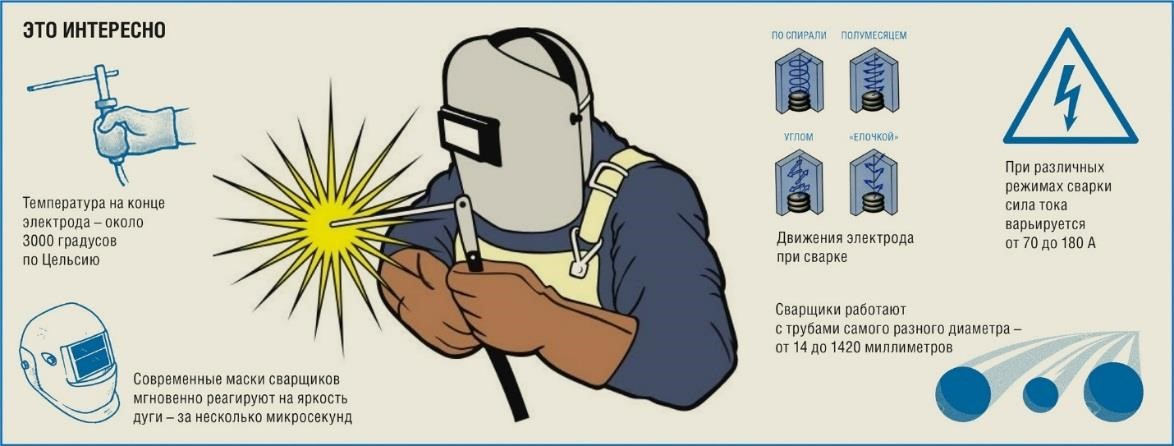 ЭТО ИНТЕРЕСНО
Температура на конце
электрода – около
3000 градусов
по Цельсию
Современные маски сварщиков
мгновенно реагируют на яркость
дуги – за несколько микросекунд
ПО СПИРАЛИ
ПОЛУМЕСЯЦЕМ
УГЛОМ
«ЕЛОЧКОЙ»
Движения электрода
при сварке
При различных
режимах сварки
сила тока
варьируется
от 70 до 180 А
Сварщики работают
с трубами самого разного диаметра –
от 14 до 1420 миллиметров